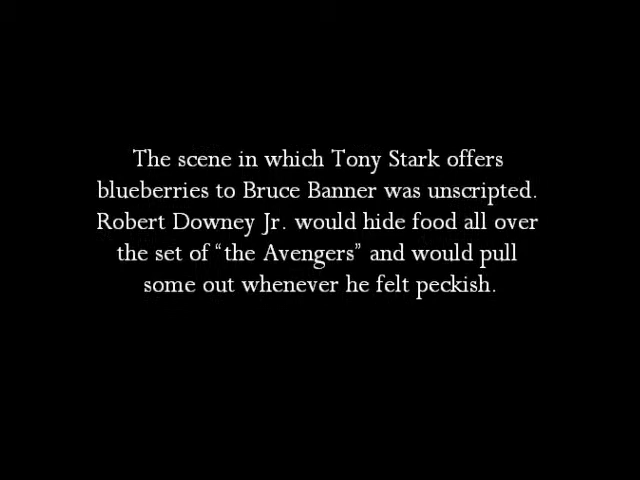 The scene in which Tony Stark offers
blueberries to Bruce Banner was unscripted.
Robert Downey Jr. would hide food all over
the set of “the Avengers” and would pull
some out whenever he felt peckish.